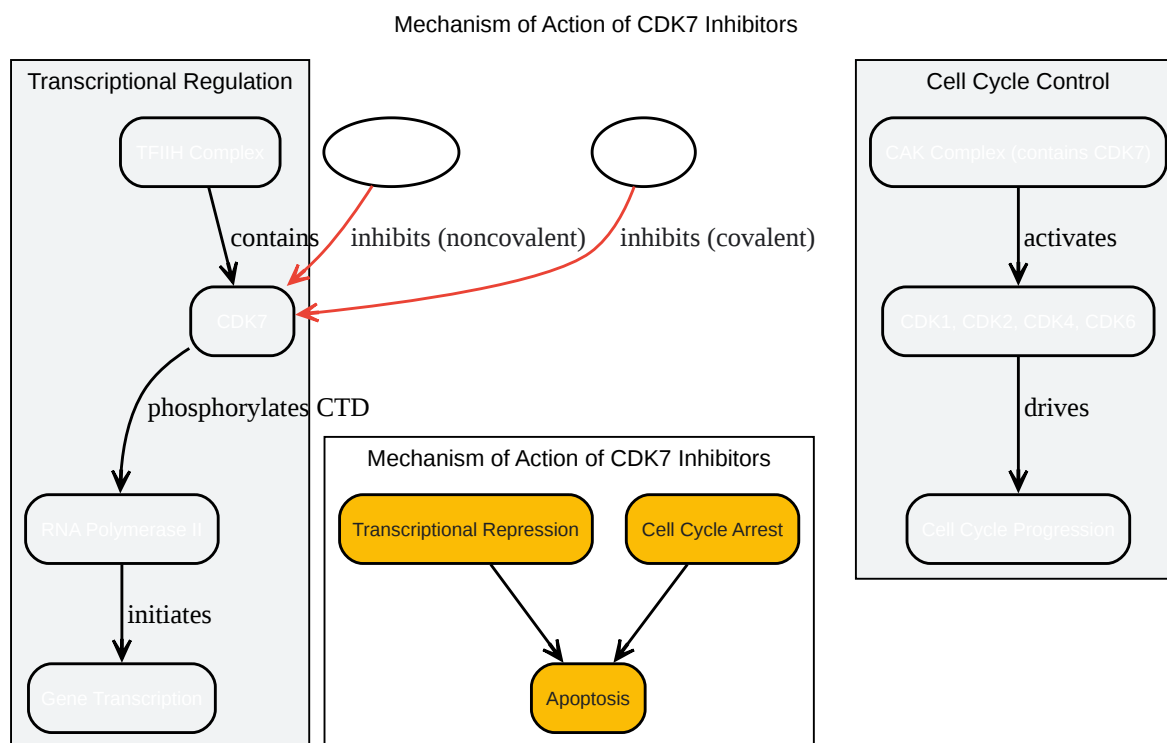 Mechanism of Action of CDK7 Inhibitors
Transcriptional Regulation
TFIIH Complex
contains
CDK7
phosphorylates CTD
RNA Polymerase II
initiates
Gene Transcription
inhibits (noncovalent)
inhibits (covalent)
Mechanism of Action of CDK7 Inhibitors
Transcriptional Repression
Cell Cycle Arrest
Apoptosis
Cell Cycle Control
CAK Complex (contains CDK7)
activates
CDK1, CDK2, CDK4, CDK6
drives
Cell Cycle Progression